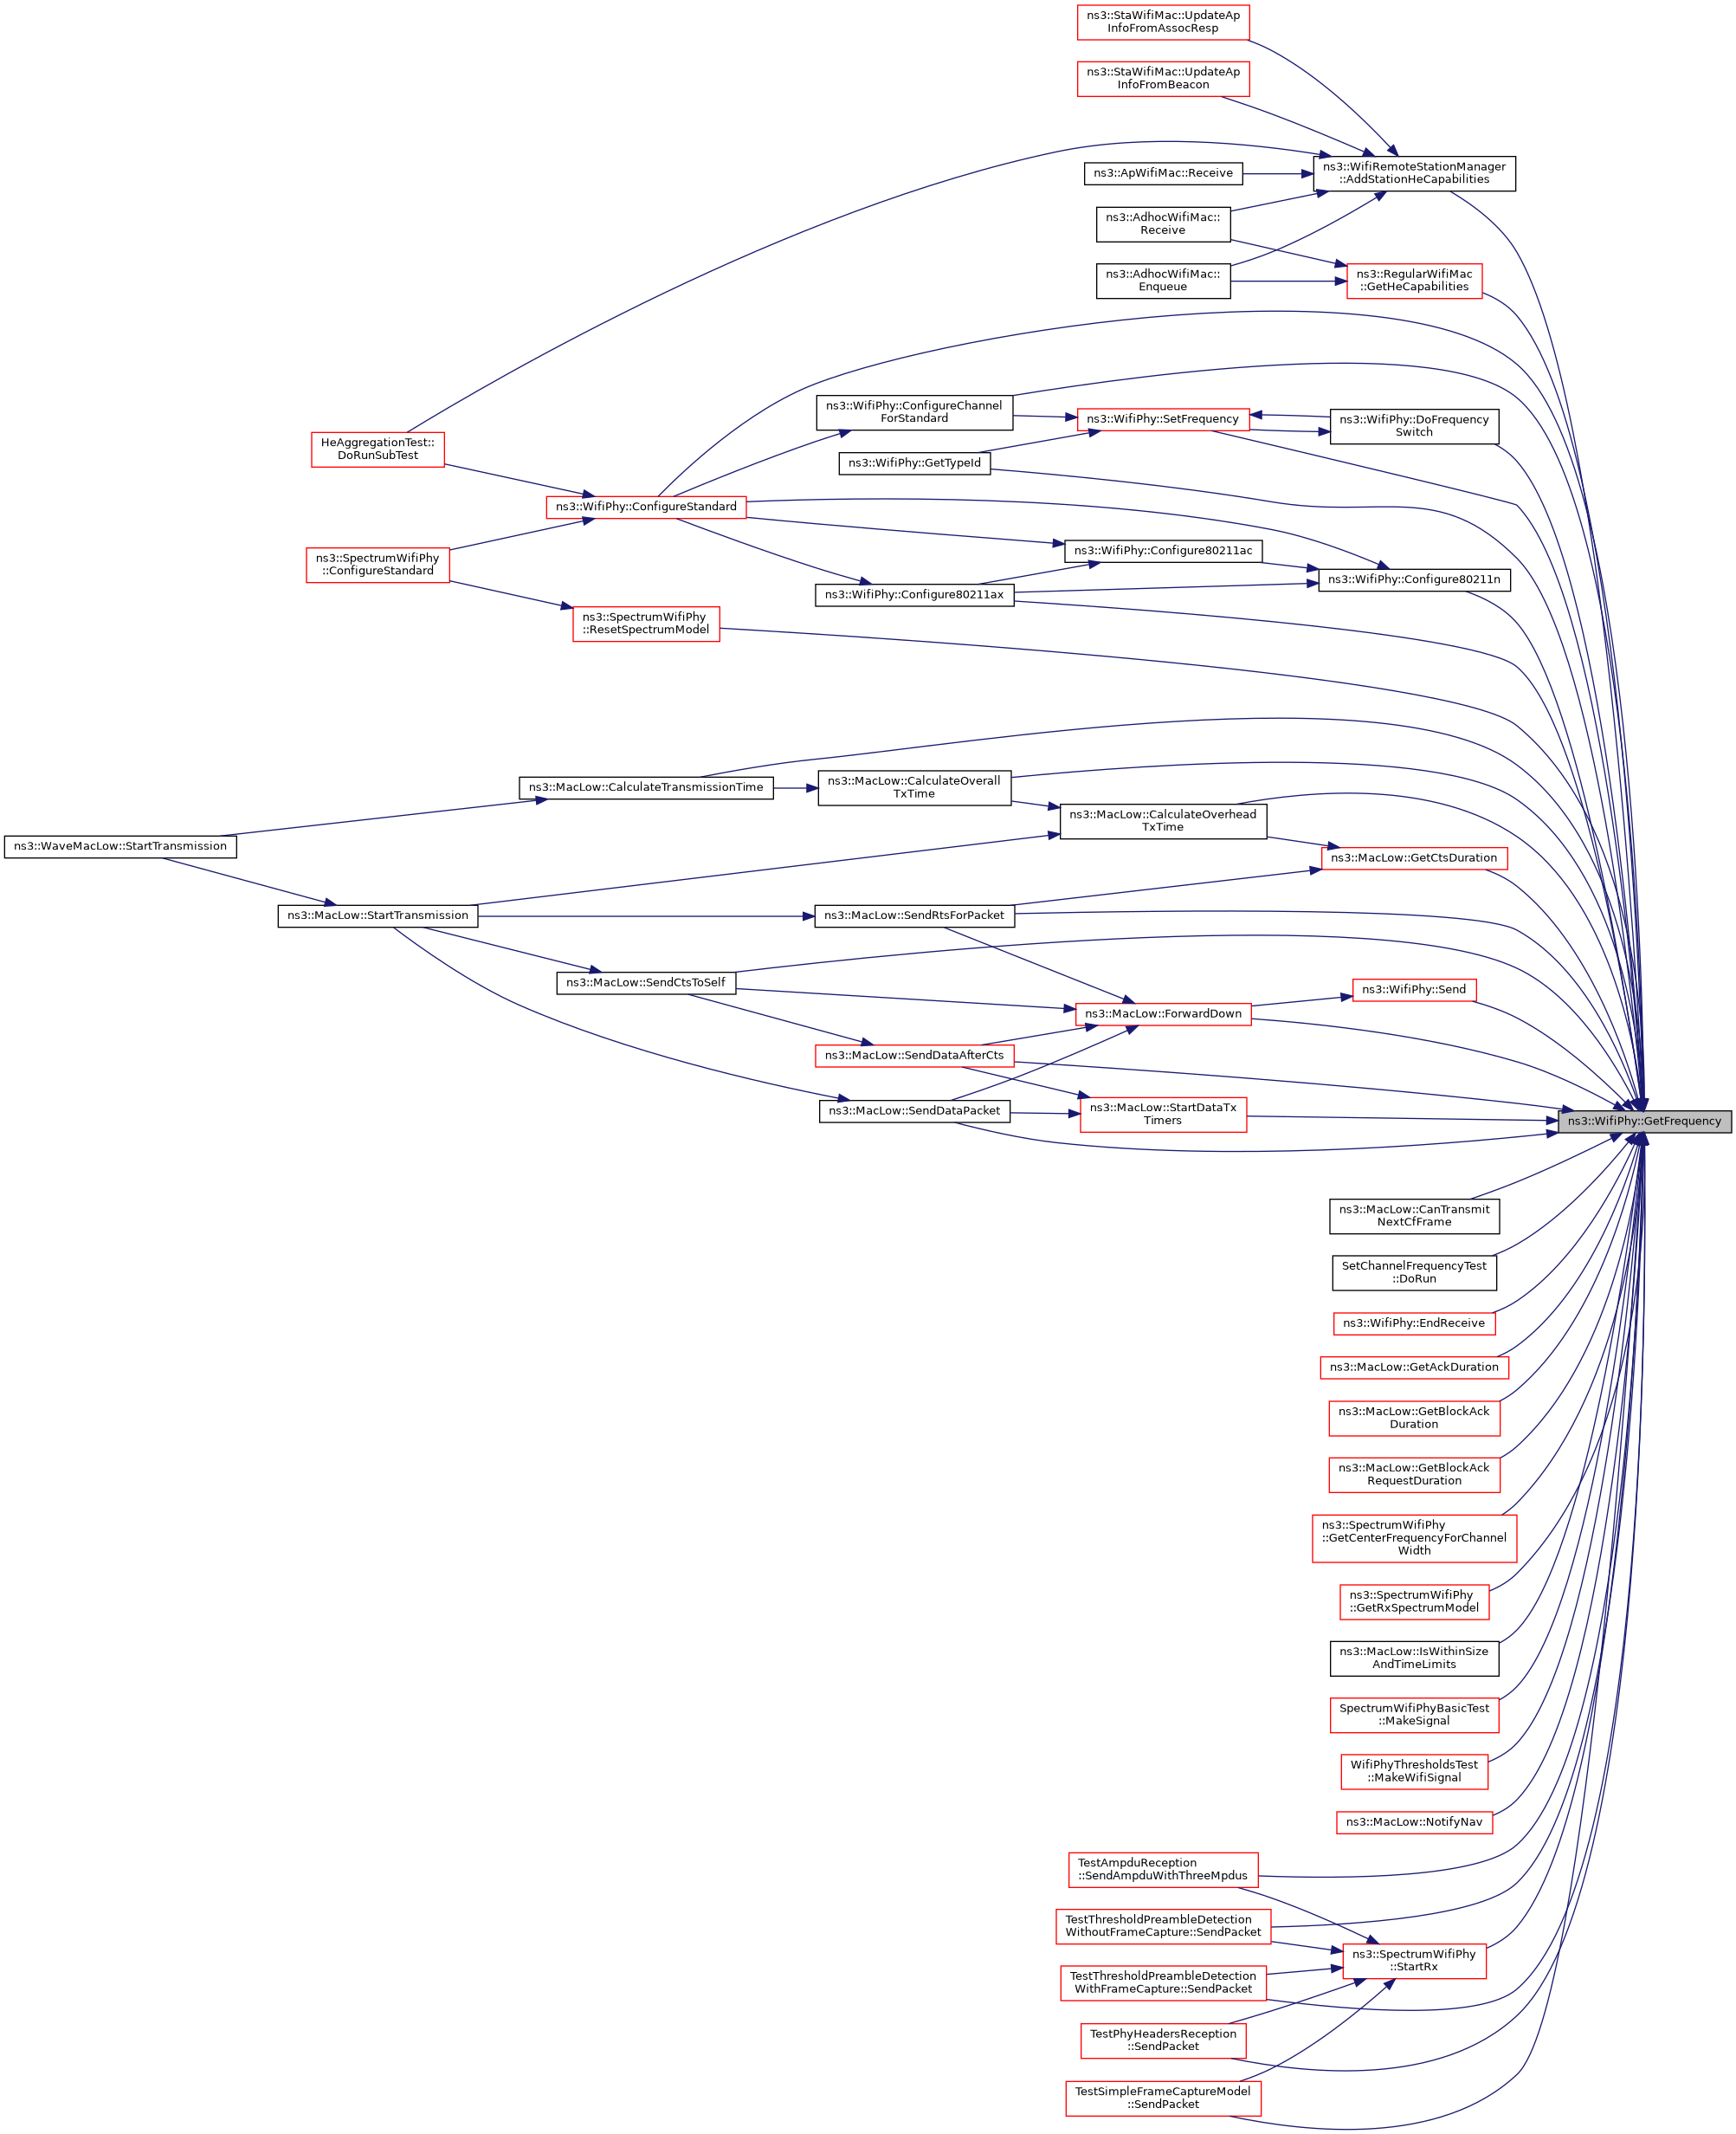 ns3::StaWifiMac::UpdateAp
InfoFromAssocResp
ns3::StaWifiMac::UpdateAp
InfoFromBeacon
ns3::WifiRemoteStationManager
::AddStationHeCapabilities
ns3::ApWifiMac::Receive
ns3::AdhocWifiMac::
Receive
ns3::AdhocWifiMac::
Enqueue
ns3::RegularWifiMac
::GetHeCapabilities
ns3::WifiPhy::ConfigureChannel
ForStandard
ns3::WifiPhy::SetFrequency
ns3::WifiPhy::DoFrequency
Switch
HeAggregationTest::
DoRunSubTest
ns3::WifiPhy::GetTypeId
ns3::WifiPhy::ConfigureStandard
ns3::SpectrumWifiPhy
::ConfigureStandard
ns3::WifiPhy::Configure80211ac
ns3::WifiPhy::Configure80211n
ns3::WifiPhy::Configure80211ax
ns3::SpectrumWifiPhy
::ResetSpectrumModel
ns3::MacLow::CalculateTransmissionTime
ns3::MacLow::CalculateOverall
TxTime
ns3::MacLow::CalculateOverhead
TxTime
ns3::WaveMacLow::StartTransmission
ns3::MacLow::GetCtsDuration
ns3::MacLow::StartTransmission
ns3::MacLow::SendRtsForPacket
ns3::MacLow::SendCtsToSelf
ns3::WifiPhy::Send
ns3::MacLow::ForwardDown
ns3::MacLow::SendDataAfterCts
ns3::MacLow::SendDataPacket
ns3::MacLow::StartDataTx
Timers
ns3::WifiPhy::GetFrequency
ns3::MacLow::CanTransmit
NextCfFrame
SetChannelFrequencyTest
::DoRun
ns3::WifiPhy::EndReceive
ns3::MacLow::GetAckDuration
ns3::MacLow::GetBlockAck
Duration
ns3::MacLow::GetBlockAck
RequestDuration
ns3::SpectrumWifiPhy
::GetCenterFrequencyForChannel
Width
ns3::SpectrumWifiPhy
::GetRxSpectrumModel
ns3::MacLow::IsWithinSize
AndTimeLimits
SpectrumWifiPhyBasicTest
::MakeSignal
WifiPhyThresholdsTest
::MakeWifiSignal
ns3::MacLow::NotifyNav
TestAmpduReception
::SendAmpduWithThreeMpdus
TestThresholdPreambleDetection
WithoutFrameCapture::SendPacket
ns3::SpectrumWifiPhy
::StartRx
TestThresholdPreambleDetection
WithFrameCapture::SendPacket
TestPhyHeadersReception
::SendPacket
TestSimpleFrameCaptureModel
::SendPacket